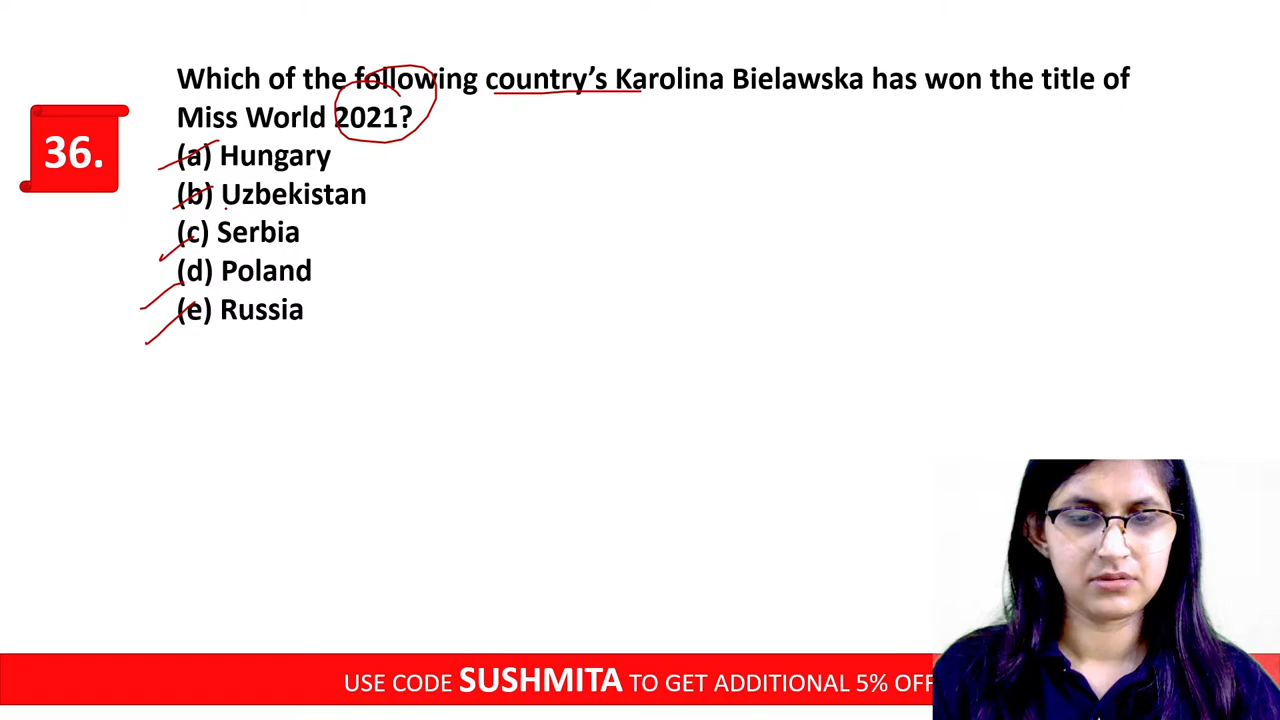 Which of the following country’s Karolina Bielawska has won the title of
Miss World 2021?
36.
(a) Hungary
(b) Uzbekistan
(c) Serbia
(d) Poland
(e) Russia
USE CODE SUSHMITA TO GET ADDITIONAL 5% OFF